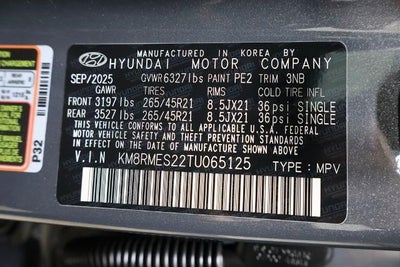 MANUFACTURED IN KOREA BY
HYUNDAI MOTOR COMPANY
SEP/2025 GVWR 6327lbs PAINT PE2 TRIM 3NB
GAWR TIRES RIMS COLD TIRE INFL
FRONT 3197lbs 265/45R21 8.5JX21 36psi SINGLE
REAR 3527lbs 265/45R21 8.5JX21 36psi SINGLE
THIS VEHICLE CONFORMS TO ALL APPLICABLE U.S.A. FEDERAL
MOTOR VEHICLE SAFETY, BUMPER, AND THEFT PREVENTION
STANDARDS IN EFFECT ON THE DATE OF MANUFACTURE
SHOWN ABOVE.
V.I.N KM8RMES22TU065125 TYPE : MPV
P32